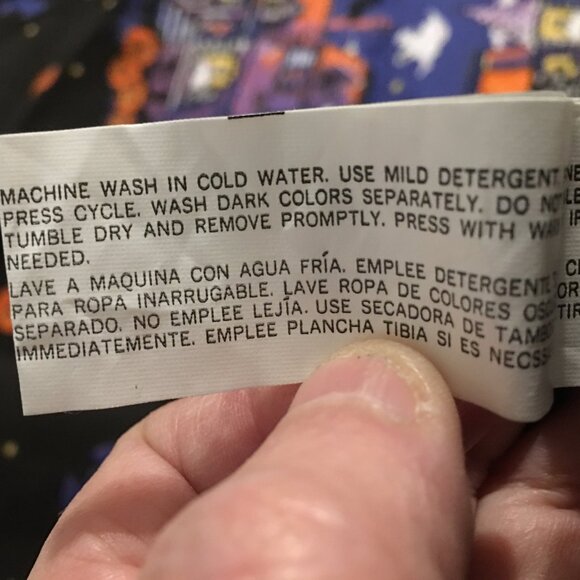 MACHINE WASH IN COLD WATER. USE MILD DETERGENT
PRESS CYCLE. WASH DARK COLORS SEPARATELY. DO
TUMBLE DRY AND REMOVE PROMPTLY. PRESS WITH
NEEDED.
LAVE A MAQUINA CON AGUA FRÍA. EMPLEE DETERGENTE
PARA ROPA INARRUGABLE. LAVE ROPA DE COLORES
SEPARADO. NO EMPLEE LEJÍA. USE SECADORA DE
IMMEDIATEMENTE. EMPLEE PLANCHA TIBIA SI ES